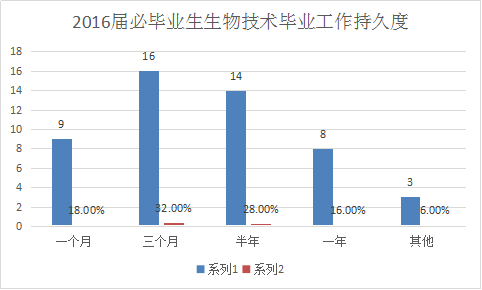 2016届必毕业生生物技术毕业工作持久度
18
16
14
12
10
8
6
4
2
0
9
18.00%
16
32.00%
14
28.00%
8
16.00%
3
6.00%
一个月
三个月
半年
一年
其他
系列1
系列2